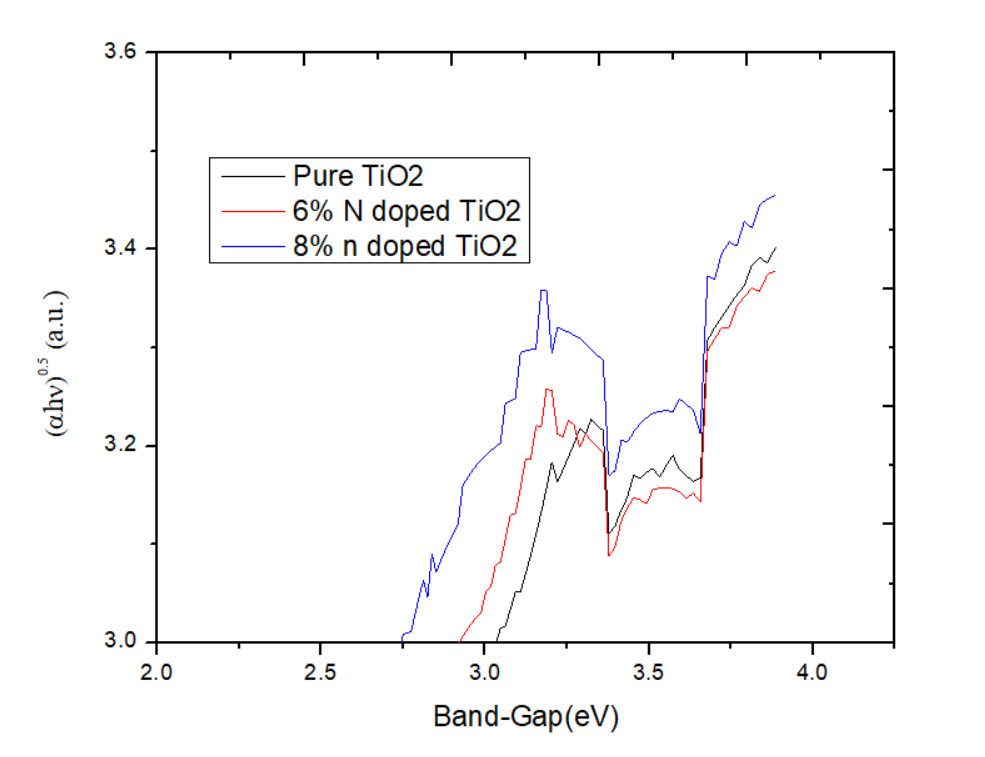 3.6
Pure TiO2
6% N doped TiO2
8% n doped TiO2
3.4
(αhν)^0.5 (a.u.)
3.2
3.0
2.0 2.5 3.0 3.5 4.0
Band-Gap(eV)